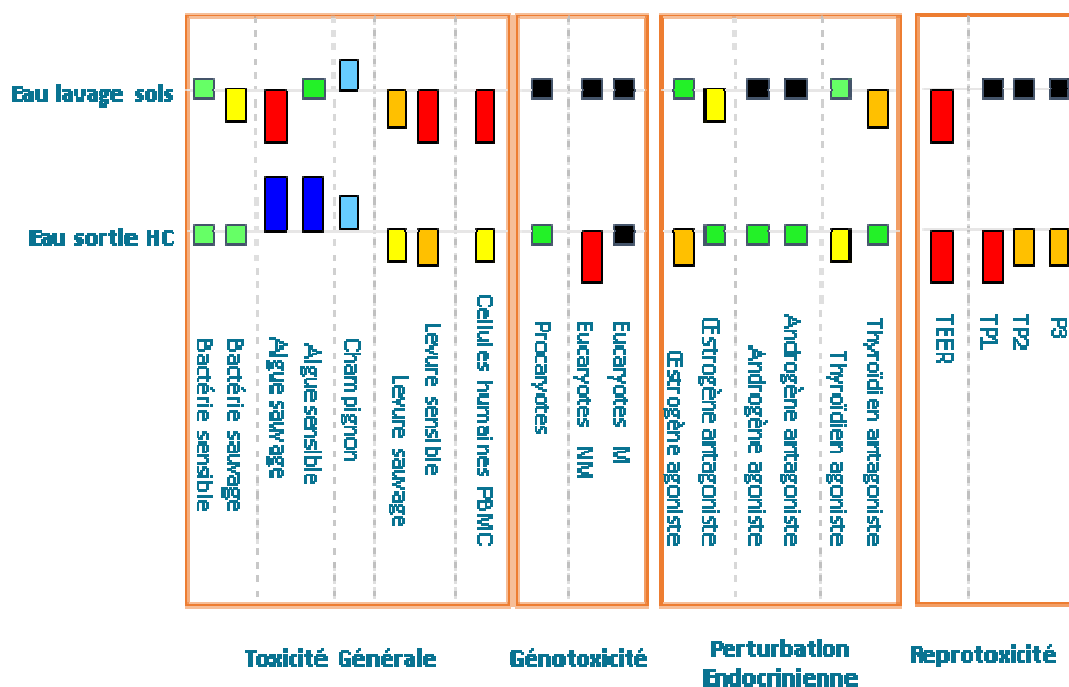 Eau lavage sols
Eau sortie HC
Bactérie sensible
Bactérie sauvage
Algue sauvage
Algue sensible
Champignon
Levure sauvage
Levure sensible
Cellules humaines PBMC
Procaryotes
Eucaryotes NM
Eucaryotes M
Œstrogène agoniste
Œstrogène antagoniste
Androgène agoniste
Androgène antagoniste
Thyroïdien agoniste
Thyroïdien antagoniste
TEER
TP1
TP2
P3
Toxicité Générale
Génotoxicité
Perturbation
Endocrinienne
Reprotoxicité